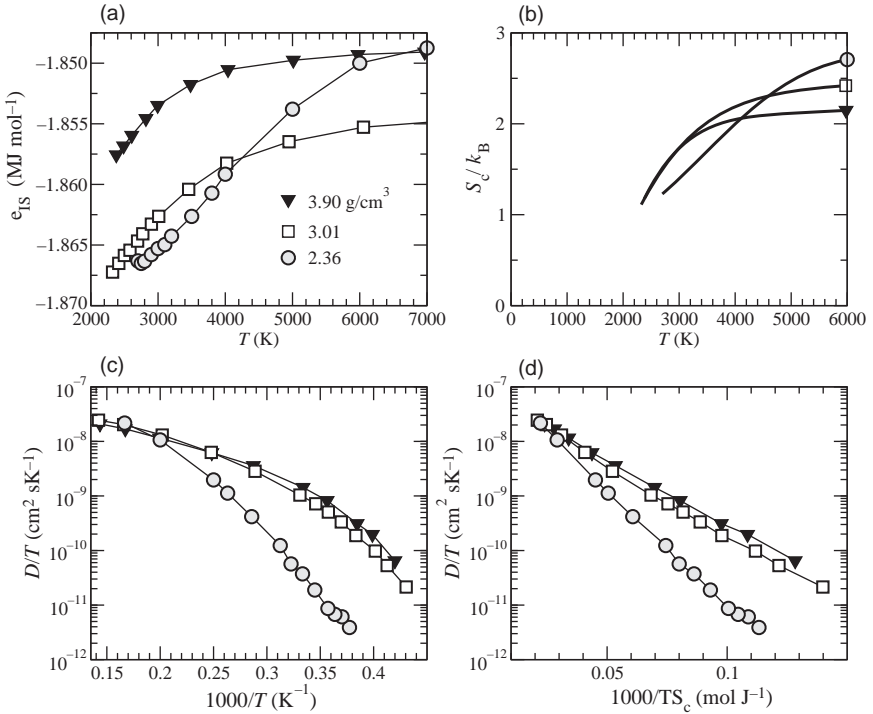 (a)
(b)
−1.850
−1.855
−1.860
−1.865
−1.870
e_IS (MJ mol⁻¹)
3.90 g/cm³
3.01
2.36
2000 3000 4000 5000 6000 7000
T (K)
3
2
1
0
S_c / k_B
0 1000 2000 3000 4000 5000 6000
T (K)
(c)
(d)
10⁻⁷
10⁻⁸
10⁻⁹
10⁻¹⁰
10⁻¹¹
10⁻¹²
D/T (cm² sK⁻¹)
0.15 0.2 0.25 0.3 0.35 0.4
1000/T (K⁻¹)
10⁻⁷
10⁻⁸
10⁻⁹
10⁻¹⁰
10⁻¹¹
10⁻¹²
D/T (cm² sK⁻¹)
0.05 0.1
1000/TS_c (mol J⁻¹)